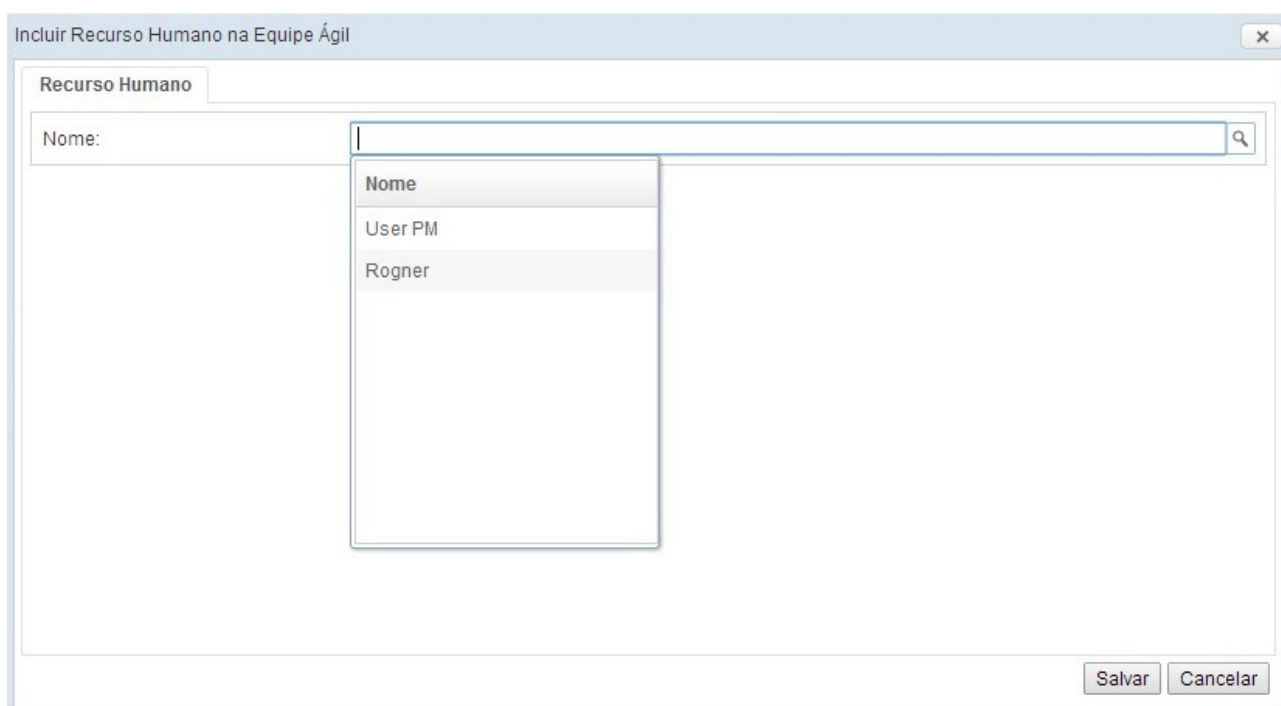 Incluir Recurso Humano na Equipe Ágil
Recurso Humano
Nome:
Nome
User PM
Rogner
Salvar Cancelar